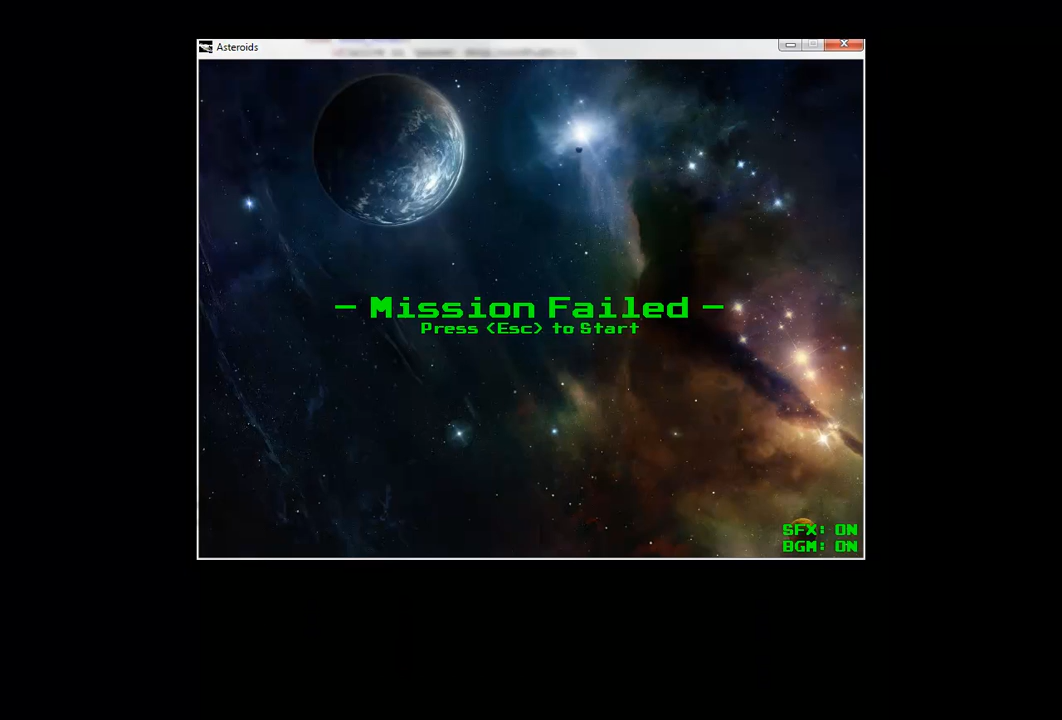 Asteroids
- Mission Failed -
Press <Esc> to Start
SFX: ON
BGM: ON